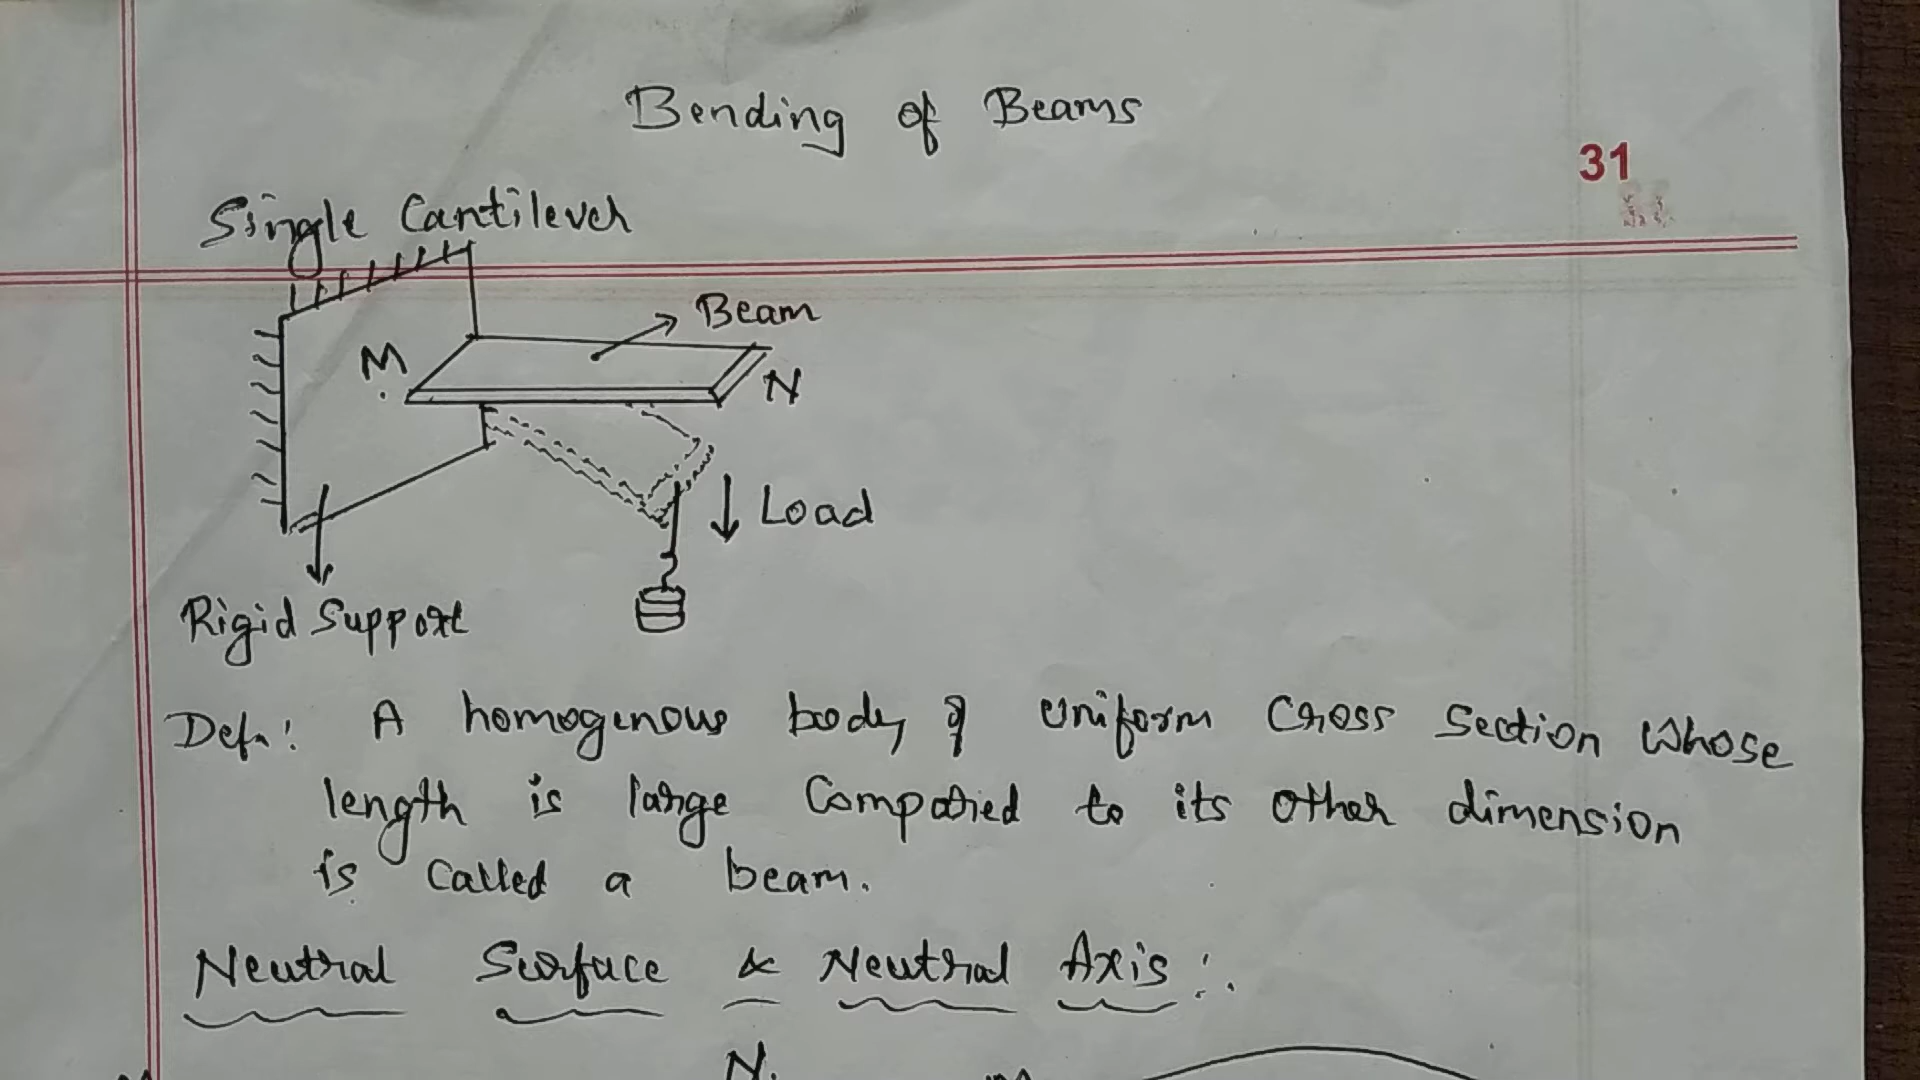 Bending of Beams
31
Single Cantilever
Beam
M
N
Load
Rigid Support
Defn: A homogenous body of uniform Cross Section Whose
length is large Compared to its other dimension
is Called a beam.
Neutral Surface & Neutral Axis :.
N.